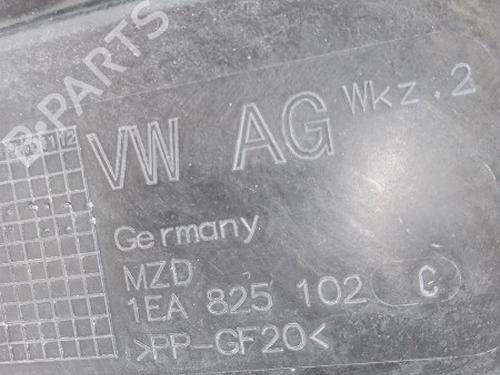 B-PARTS
VW AG Wkz.2
Germany
MZD
1EA 825 102 C
>PP-GF20<